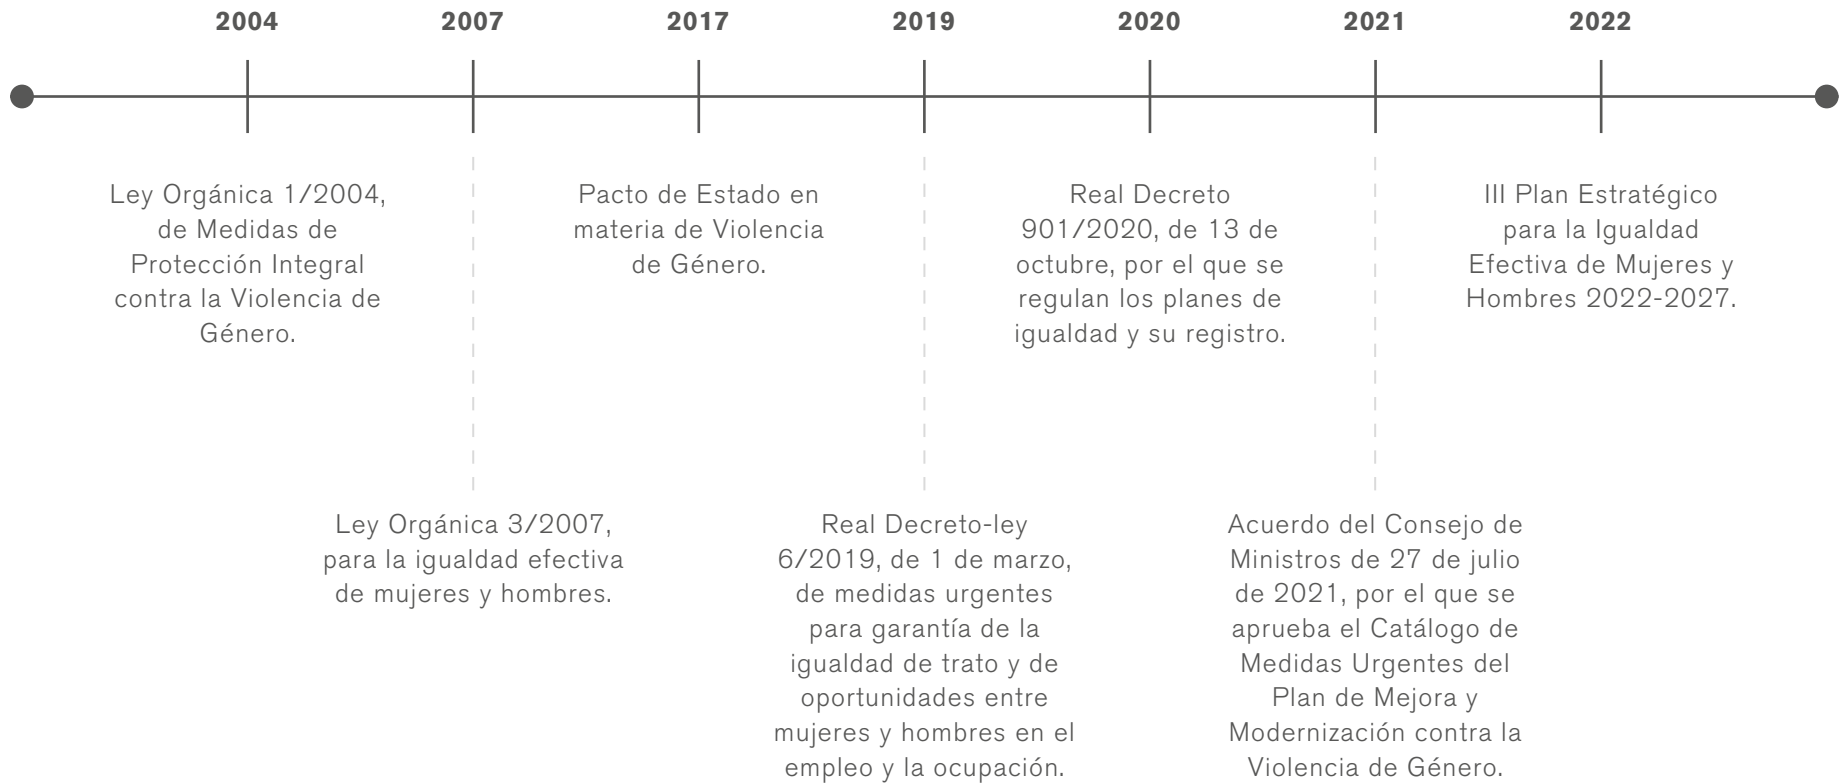 2004
2007
2017
2019
2020
2021
2022
Ley Orgánica 1/2004,
de Medidas de
Protección Integral
contra la Violencia de
Género.
Pacto de Estado en
materia de Violencia
de Género.
Real Decreto
901/2020, de 13 de
octubre, por el que se
regulan los planes de
igualdad y su registro.
III Plan Estratégico
para la Igualdad
Efectiva de Mujeres y
Hombres 2022-2027.
Ley Orgánica 3/2007,
para la igualdad efectiva
de mujeres y hombres.
Real Decreto-ley
6/2019, de 1 de marzo,
de medidas urgentes
para garantía de la
igualdad de trato y de
oportunidades entre
mujeres y hombres en el
empleo y la ocupación.
Acuerdo del Consejo de
Ministros de 27 de julio
de 2021, por el que se
aprueba el Catálogo de
Medidas Urgentes del
Plan de Mejora y
Modernización contra la
Violencia de Género.